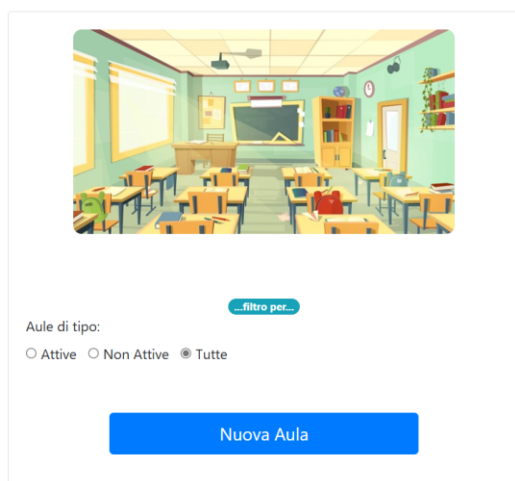 ...filtro per...
Aule di tipo:
Attive Non Attive Tutte
Nuova Aula